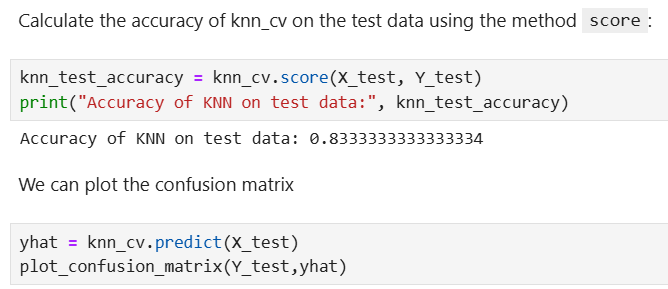 Calculate the accuracy of knn_cv on the test data using the method score :
knn_test_accuracy = knn_cv.score(X_test, Y_test)
print("Accuracy of KNN on test data:", knn_test_accuracy)
Accuracy of KNN on test data: 0.8333333333333334
We can plot the confusion matrix
yhat = knn_cv.predict(X_test)
plot_confusion_matrix(Y_test,yhat)